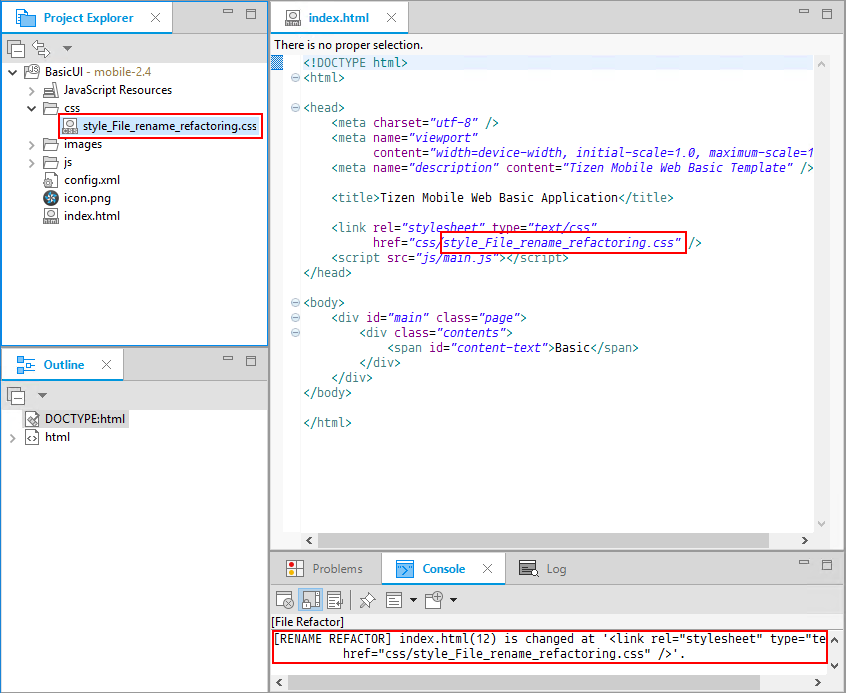 Project Explorer
BasicUI - mobile-2.4
JavaScript Resources
css
style_File_rename_refactoring.css
images
js
config.xml
icon.png
index.html
Outline
DOCTYPE:html
html
index.html
There is no proper selection.
<!DOCTYPE html>
<html>
<head>
<meta charset="utf-8" />
<meta name="viewport"
content="width=device-width, initial-scale=1.0, maximum-scale=1
<meta name="description" content="Tizen Mobile Web Basic Template" />
<title>Tizen Mobile Web Basic Application</title>
<link rel="stylesheet" type="text/css"
href="css/style_File_rename_refactoring.css" />
<script src="js/main.js"></script>
</head>
<body>
<div id="main" class="page">
<div class="contents">
<span id="content-text">Basic</span>
</div>
</div>
</body>
</html>
Problems
Console
Log
[File Refactor]
[RENAME REFACTOR] index.html(12) is changed at '<link rel="stylesheet" type="te
href="css/style_File_rename_refactoring.css" />'.